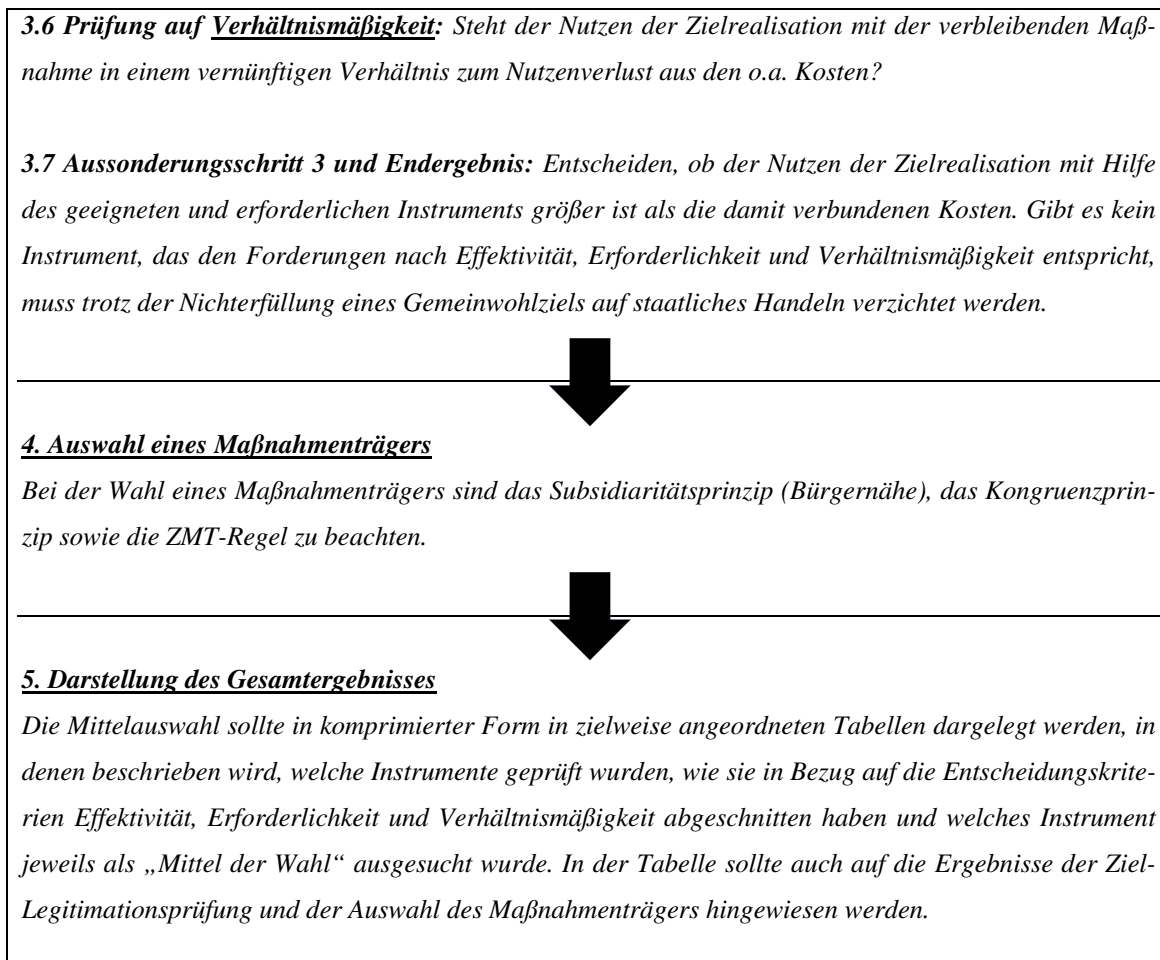 3.6 Prüfung auf Verhältnismäßigkeit: Steht der Nutzen der Zielrealisation mit der verbleibenden Maß-
nahme in einem vernünftigen Verhältnis zum Nutzenverlust aus den o.a. Kosten?
3.7 Aussonderungsschritt 3 und Endergebnis: Entscheiden, ob der Nutzen der Zielrealisation mit Hilfe
des geeigneten und erforderlichen Instruments größer ist als die damit verbundenen Kosten. Gibt es kein
Instrument, das den Forderungen nach Effektivität, Erforderlichkeit und Verhältnismäßigkeit entspricht,
muss trotz der Nichterfüllung eines Gemeinwohlziels auf staatliches Handeln verzichtet werden.
4. Auswahl eines Maßnahmenträgers
Bei der Wahl eines Maßnahmenträgers sind das Subsidiaritätsprinzip (Bürgernähe), das Kongruenzprin-
zip sowie die ZMT-Regel zu beachten.
5. Darstellung des Gesamtergebnisses
Die Mittelauswahl sollte in komprimierter Form in zielweise angeordneten Tabellen dargelegt werden, in
denen beschrieben wird, welche Instrumente geprüft wurden, wie sie in Bezug auf die Entscheidungskrite-
rien Effektivität, Erforderlichkeit und Verhältnismäßigkeit abgeschnitten haben und welches Instrument
jeweils als „Mittel der Wahl“ ausgesucht wurde. In der Tabelle sollte auch auf die Ergebnisse der Ziel-
Legitimationsprüfung und der Auswahl des Maßnahmenträgers hingewiesen werden.